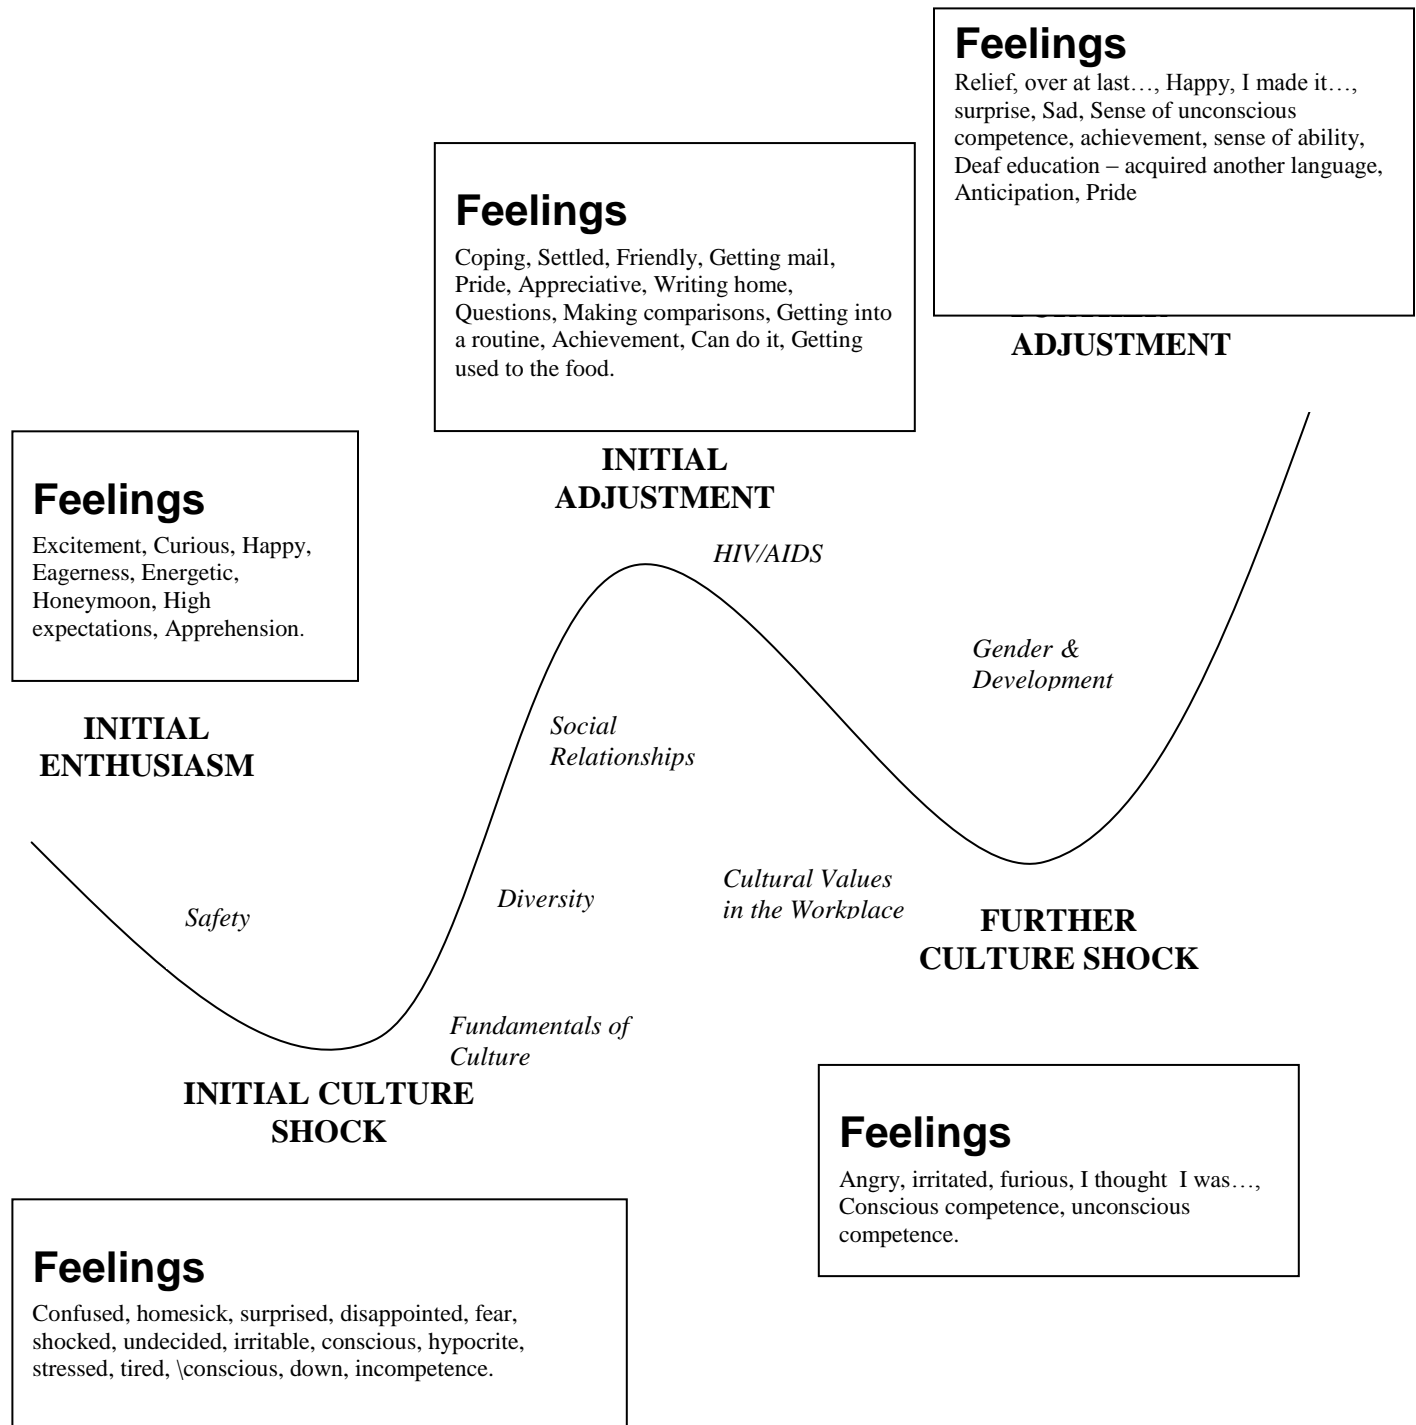 Feelings
Relief, over at last…, Happy, I made it…,
surprise, Sad, Sense of unconscious
competence, achievement, sense of ability,
Deaf education – acquired another language,
Anticipation, Pride
ADJUSTMENT
Feelings
Coping, Settled, Friendly, Getting mail,
Pride, Appreciative, Writing home,
Questions, Making comparisons, Getting into
a routine, Achievement, Can do it, Getting
used to the food.
INITIAL
ADJUSTMENT
Feelings
Excitement, Curious, Happy,
Eagerness, Energetic,
Honeymoon, High
expectations, Apprehension.
INITIAL
ENTHUSIASM
HIV/AIDS
Gender &
Development
Social
Relationships
Safety
Diversity
Cultural Values
in the Workplace
FURTHER
CULTURE SHOCK
Fundamentals of
Culture
INITIAL CULTURE
SHOCK
Feelings
Angry, irritated, furious, I thought  I was…,
Conscious competence, unconscious
competence.
Feelings
Confused, homesick, surprised, disappointed, fear,
shocked, undecided, irritable, conscious, hypocrite,
stressed, tired, \conscious, down, incompetence.